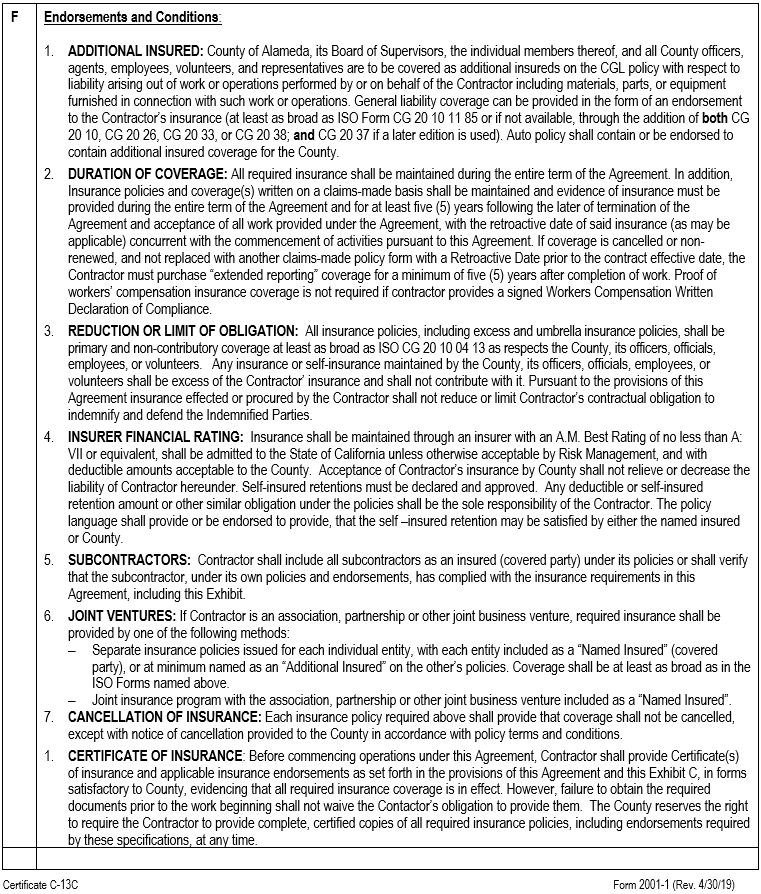 F Endorsements and Conditions:
1. ADDITIONAL INSURED: County of Alameda, its Board of Supervisors, the individual members thereof, and all County officers,
agents, employees, volunteers, and representatives are to be covered as additional insureds on the CGL policy with respect to
liability arising out of work or operations performed by or on behalf of the Contractor including materials, parts, or equipment
furnished in connection with such work or operations. General liability coverage can be provided in the form of an endorsement
to the Contractor's insurance (at least as broad as ISO Form CG 20 10 11 85 or if not available, through the addition of both CG
20 10, CG 20 26, CG 20 33, or CG 20 38; and CG 20 37 if a later edition is used). Auto policy shall contain or be endorsed to
contain additional insured coverage for the County.
2. DURATION OF COVERAGE: All required insurance shall be maintained during the entire term of the Agreement. In addition,
Insurance policies and coverage(s) written on a claims-made basis shall be maintained and evidence of insurance must be
provided during the entire term of the Agreement and for at least five (5) years following the later of termination of the
Agreement and acceptance of all work provided under the Agreement, with the retroactive date of said insurance (as may be
applicable) concurrent with the commencement of activities pursuant to this Agreement. If coverage is cancelled or non-
renewed, and not replaced with another claims-made policy form with a Retroactive Date prior to the contract effective date, the
Contractor must purchase "extended reporting" coverage for a minimum of five (5) years after completion of work. Proof of
workers' compensation insurance coverage is not required if contractor provides a signed Workers Compensation Written
Declaration of Compliance.
3. REDUCTION OR LIMIT OF OBLIGATION: All insurance policies, including excess and umbrella insurance policies, shall be
primary and non-contributory coverage at least as broad as ISO CG 20 10 04 13 as respects the County, its officers, officials,
employees, or volunteers. Any insurance or self-insurance maintained by the County, its officers, officials, employees, or
volunteers shall be excess of the Contractor' insurance and shall not contribute with it. Pursuant to the provisions of this
Agreement insurance effected or procured by the Contractor shall not reduce or limit Contractor's contractual obligation to
indemnify and defend the Indemnified Parties.
4. INSURER FINANCIAL RATING: Insurance shall be maintained through an insurer with an A.M. Best Rating of no less than A:
VII or equivalent, shall be admitted to the State of California unless otherwise acceptable by Risk Management, and with
deductible amounts acceptable to the County. Acceptance of Contractor's insurance by County shall not relieve or decrease the
liability of Contractor hereunder. Self-insured retentions must be declared and approved. Any deductible or self-insured
retention amount or other similar obligation under the policies shall be the sole responsibility of the Contractor. The policy
language shall provide or be endorsed to provide, that the self –insured retention may be satisfied by either the named insured
or County.
5. SUBCONTRACTORS: Contractor shall include all subcontractors as an insured (covered party) under its policies or shall verify
that the subcontractor, under its own policies and endorsements, has complied with the insurance requirements in this
Agreement, including this Exhibit.
6. JOINT VENTURES: If Contractor is an association, partnership or other joint business venture, required insurance shall be
provided by one of the following methods:
– Separate insurance policies issued for each individual entity, with each entity included as a "Named Insured" (covered
party), or at minimum named as an "Additional Insured" on the other's policies. Coverage shall be at least as broad as in the
ISO Forms named above.
– Joint insurance program with the association, partnership or other joint business venture included as a "Named Insured".
7. CANCELLATION OF INSURANCE: Each insurance policy required above shall provide that coverage shall not be cancelled,
except with notice of cancellation provided to the County in accordance with policy terms and conditions.
1. CERTIFICATE OF INSURANCE: Before commencing operations under this Agreement, Contractor shall provide Certificate(s)
of insurance and applicable insurance endorsements as set forth in the provisions of this Agreement and this Exhibit C, in forms
satisfactory to County, evidencing that all required insurance coverage is in effect. However, failure to obtain the required
documents prior to the work beginning shall not waive the Contactor's obligation to provide them. The County reserves the right
to require the Contractor to provide complete, certified copies of all required insurance policies, including endorsements required
by these specifications, at any time.
Certificate C-13C Form 2001-1 (Rev. 4/30/19)